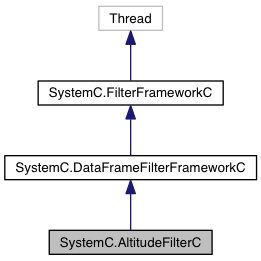 Thread
SystemC.FilterFrameworkC
SystemC.DataFrameFilterFrameworkC
SystemC.AltitudeFilterC